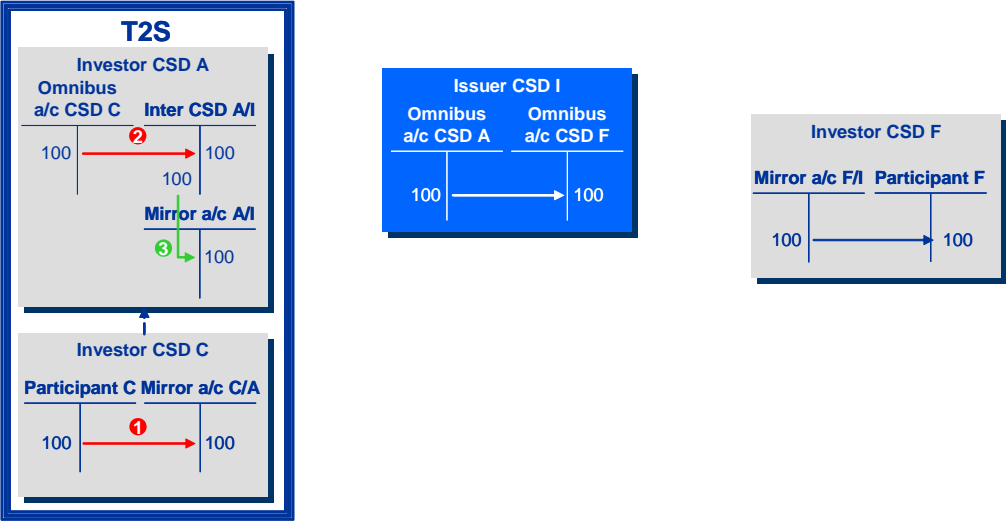 T2S
Investor CSD A
Omnibus
a/c CSD C Inter CSD A/I
2
100 100
100
Mirror a/c A/I
3
100
Investor CSD C
Participant C Mirror a/c C/A
1
100 100
Issuer CSD I
Omnibus Omnibus
a/c CSD A a/c CSD F
100 100
Investor CSD F
Mirror a/c F/I Participant F
100 100